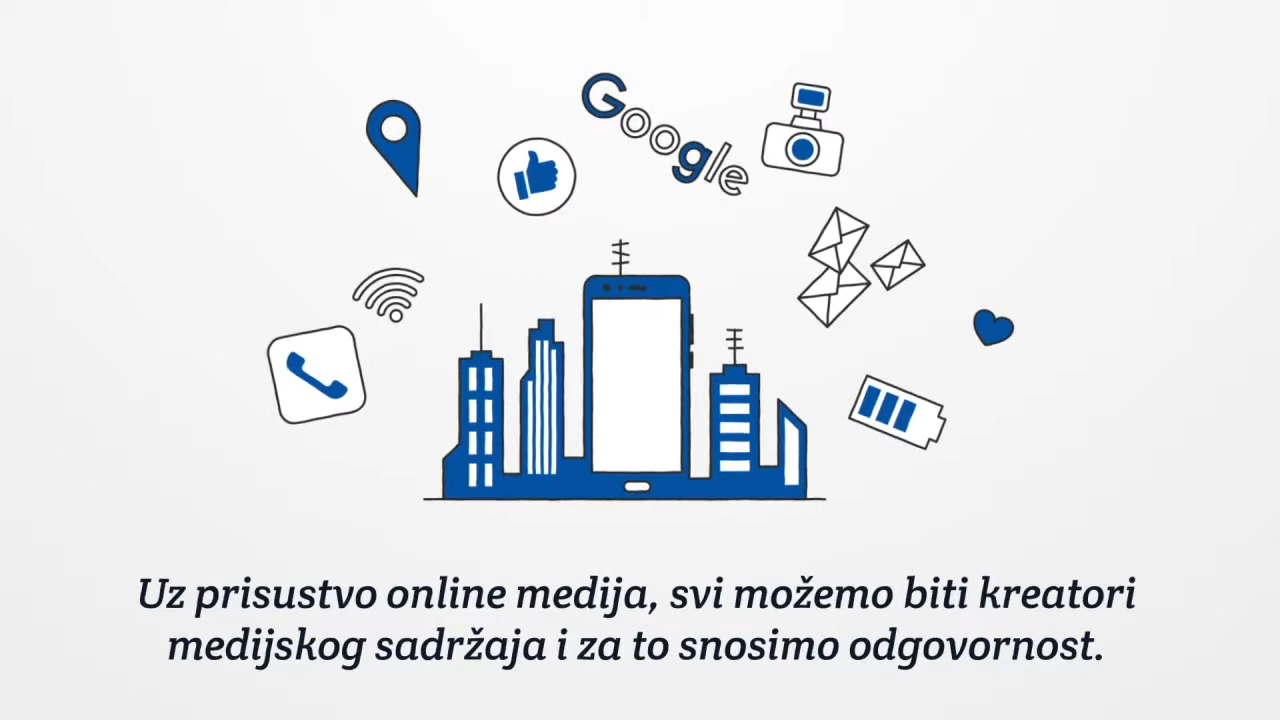 Google
Uz prisustvo online medija, svi možemo biti kreatori
medijskog sadržaja i za to snosimo odgovornost.